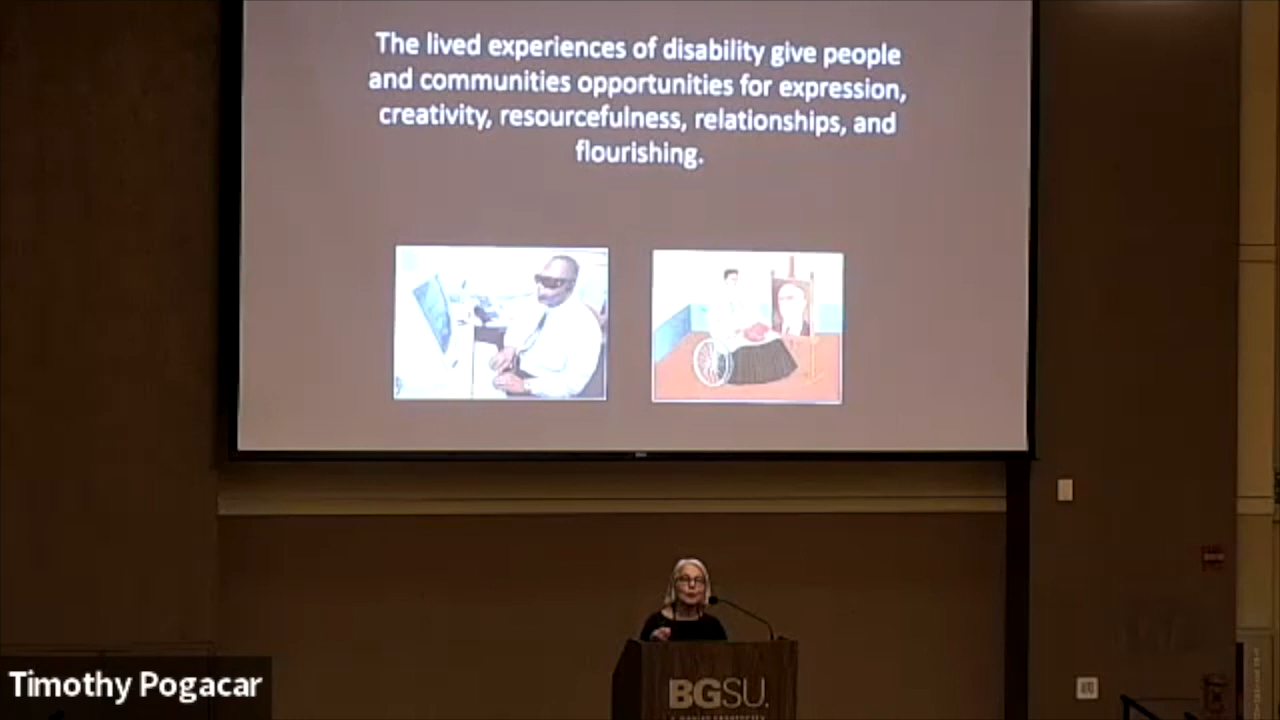 The lived experiences of disability give people
and communities opportunities for expression,
creativity, resourcefulness, relationships, and
flourishing.
BGSU.
Timothy Pogacar